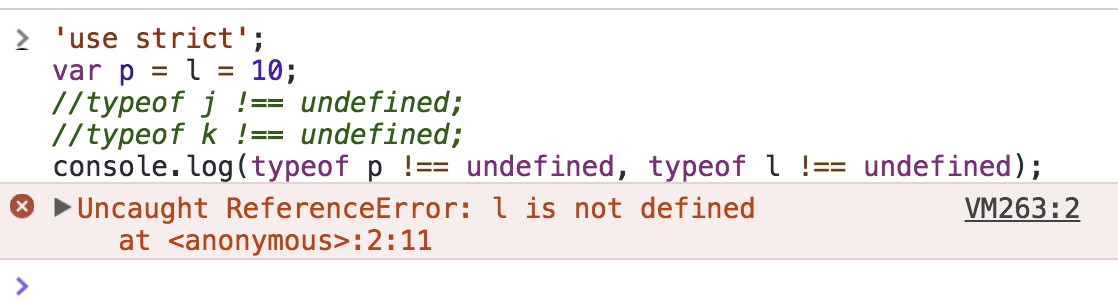 > 'use strict';
var p = l = 10;
//typeof j !== undefined;
//typeof k !== undefined;
console.log(typeof p !== undefined, typeof l !== undefined);
▶Uncaught ReferenceError: l is not defined VM263:2
at <anonymous>:2:11
>